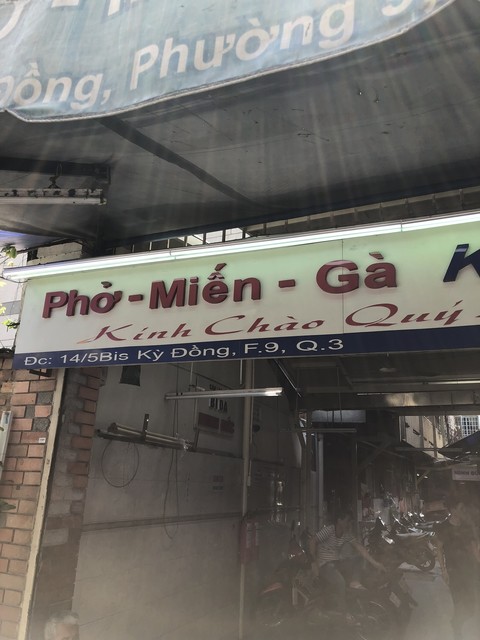 Đồng, Phường 9,
Phở - Miến - Gà K
Kính Chào Quý
Đc: 14/5Bis Kỳ Đồng, F.9, Q.3